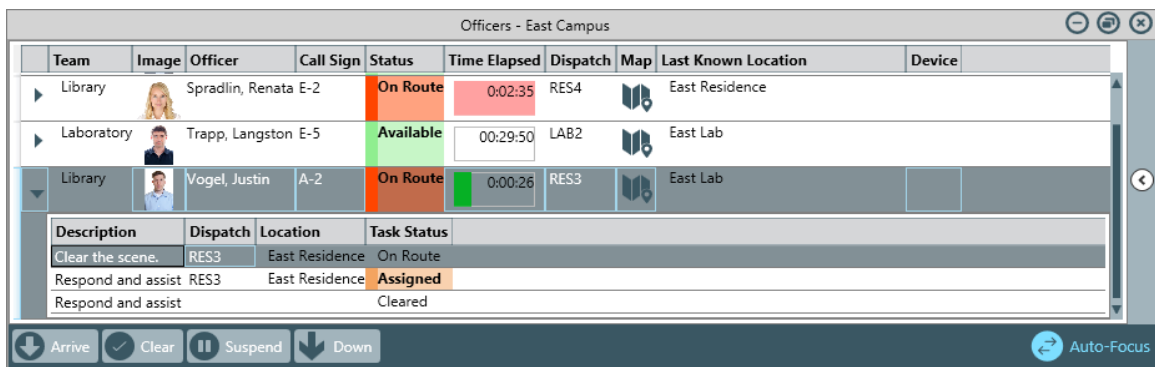 Officers - East Campus
Team Image Officer Call Sign Status Time Elapsed Dispatch Map Last Known Location Device
Library Spradlin, Renata E-2 On Route 0:02:35 RES4 East Residence
Laboratory Trapp, Langston E-5 Available 00:29:50 LAB2 East Lab
Library Vogel, Justin A-2 On Route 0:00:26 RES3 East Lab
Description Dispatch Location Task Status
Clear the scene. RES3 East Residence On Route
Respond and assist RES3 East Residence Assigned
Respond and assist Cleared
Arrive Clear Suspend Down Auto-Focus